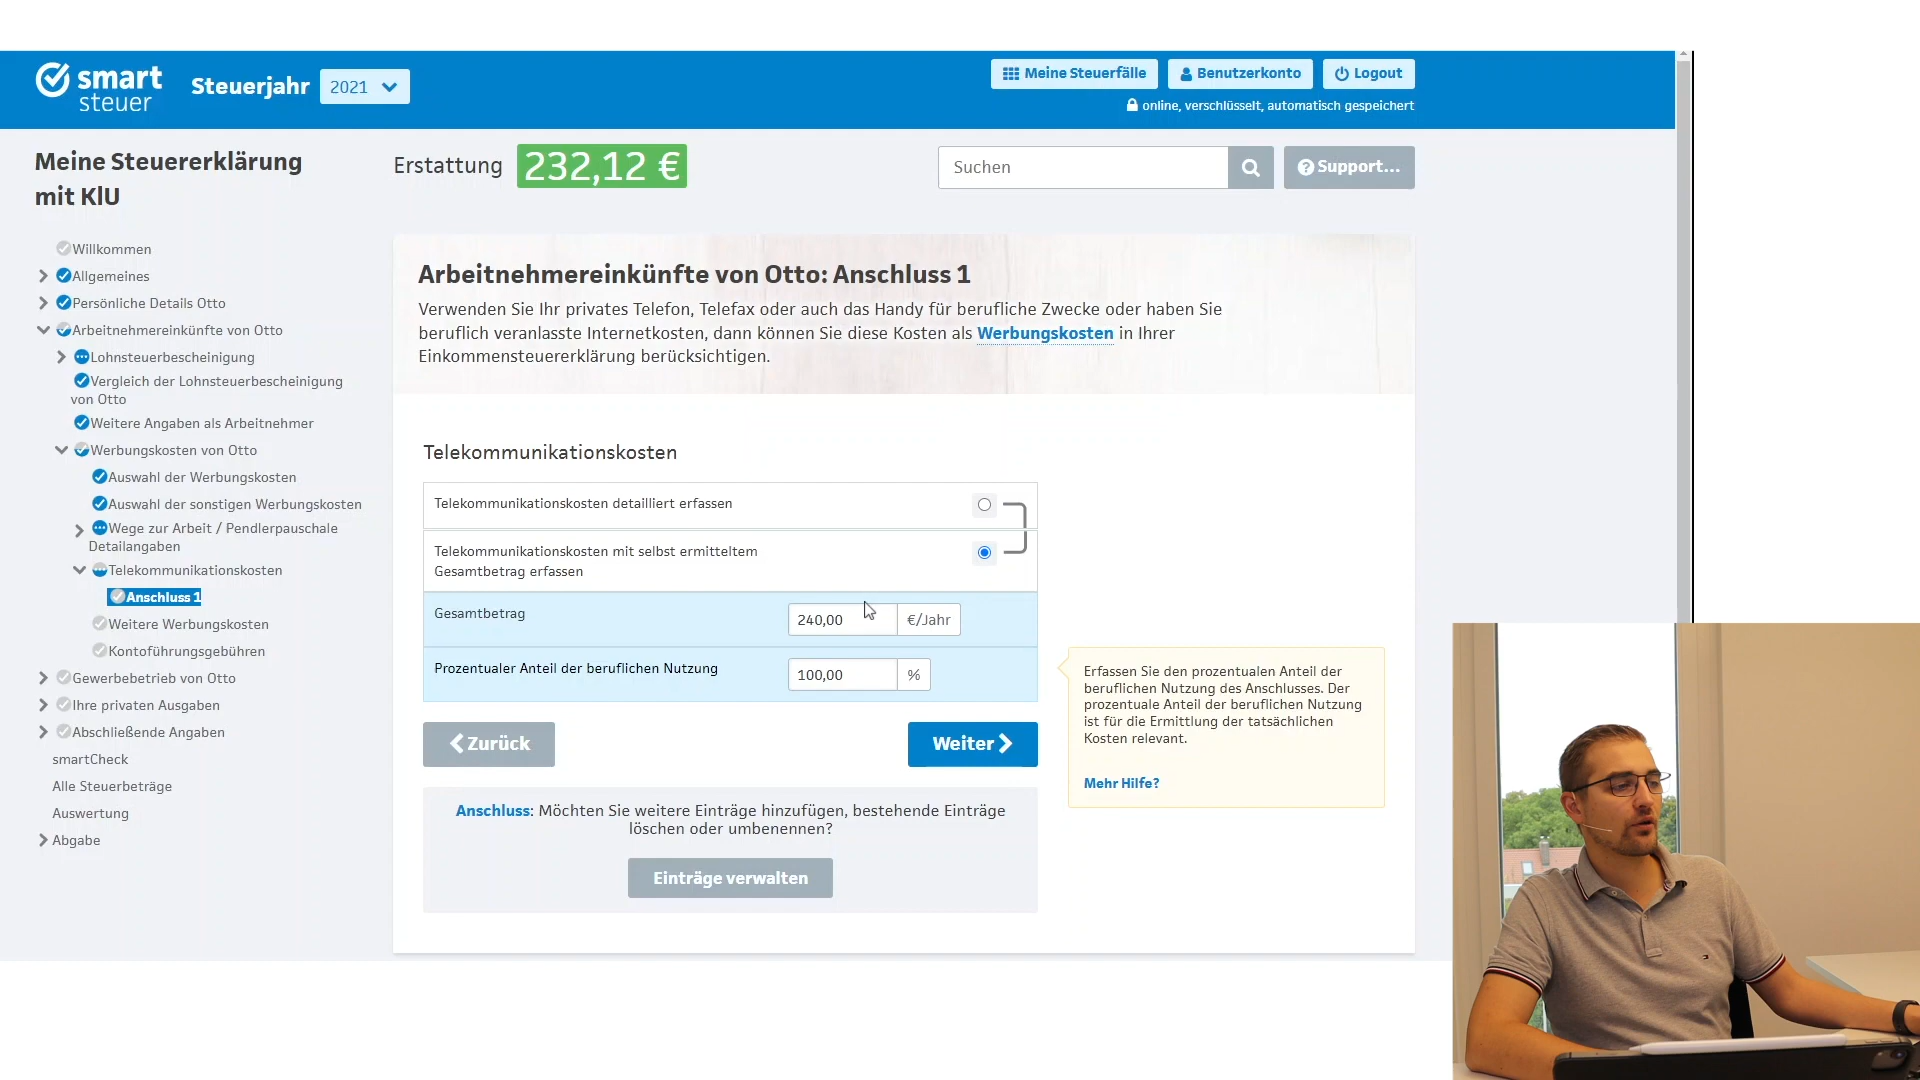 smart
steuer
Steuerjahr
2021
Meine Steuerfälle
Benutzerkonto
Logout
online, verschlüsselt, automatisch gespeichert
Meine Steuererklärung
mit KlU
Erstattung
232,12 €
Suchen
Support...
Willkommen
Allgemeines
Persönliche Details Otto
Arbeitnehmereinkünfte von Otto
Lohnsteuerbescheinigung
Vergleich der Lohnsteuerbescheinigung
von Otto
Weitere Angaben als Arbeitnehmer
Werbungskosten von Otto
Auswahl der Werbungskosten
Auswahl der sonstigen Werbungskosten
Wege zur Arbeit / Pendlerpauschale
Detailangaben
Telekommunikationskosten
Anschluss 1
Weitere Werbungskosten
Kontoführungsgebühren
Gewerbebetrieb von Otto
Ihre privaten Ausgaben
Abschließende Angaben
smartCheck
Alle Steuerbeträge
Auswertung
Abgabe
Arbeitnehmereinkünfte von Otto: Anschluss 1
Verwenden Sie Ihr privates Telefon, Telefax oder auch das Handy für berufliche Zwecke oder haben Sie
beruflich veranlasste Internetkosten, dann können Sie diese Kosten als Werbungskosten in Ihrer
Einkommensteuererklärung berücksichtigen.
Telekommunikationskosten
Telekommunikationskosten detailliert erfassen
Telekommunikationskosten mit selbst ermitteltem
Gesamtbetrag erfassen
Gesamtbetrag
240,00
€/Jahr
Prozentualer Anteil der beruflichen Nutzung
100,00
%
Zurück
Weiter
Anschluss: Möchten Sie weitere Einträge hinzufügen, bestehende Einträge
löschen oder umbenennen?
Einträge verwalten
Erfassen Sie den prozentualen Anteil der
beruflichen Nutzung des Anschlusses. Der
prozentuale Anteil der beruflichen Nutzung
ist für die Ermittlung der tatsächlichen
Kosten relevant.
Mehr Hilfe?